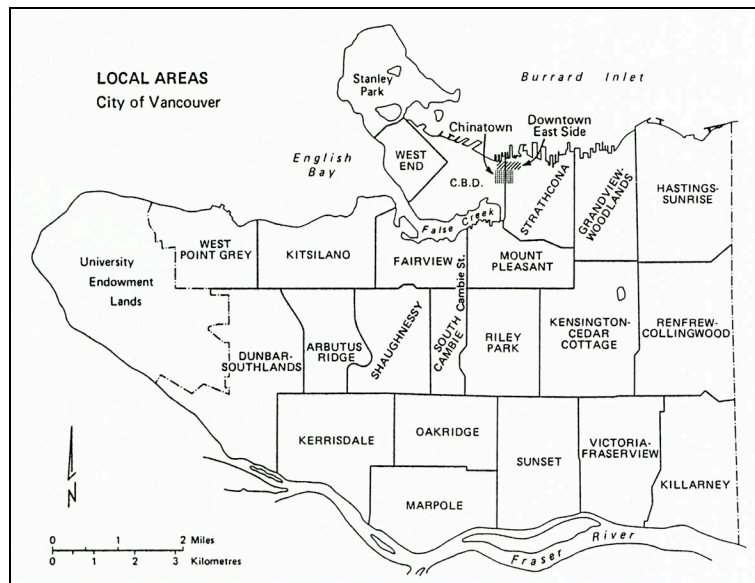 LOCAL AREAS
City of Vancouver
Stanley
Park
Burrard Inlet
Chinatown
Downtown
East Side
English
Bay
WEST
END
C.B.D.
STRATHCONA
GRANDVIEW-
WOODLANDS
HASTINGS-
SUNRISE
False Creek
WEST
POINT GREY
KITSILANO
FAIRVIEW
MOUNT
PLEASANT
University
Endowment
Lands
Cambie St.
DUNBAR-
SOUTHLANDS
ARBUTUS
RIDGE
SHAUGHNESSY
SOUTH
CAMBIE
RILEY
PARK
KENSINGTON-
CEDAR
COTTAGE
RENFREW-
COLLINGWOOD
KERRISDALE
OAKRIDGE
SUNSET
VICTORIA-
FRASERVIEW
KILLARNEY
MARPOLE
N
0 1 2 Miles
0 1 2 3 Kilometres
Fraser River